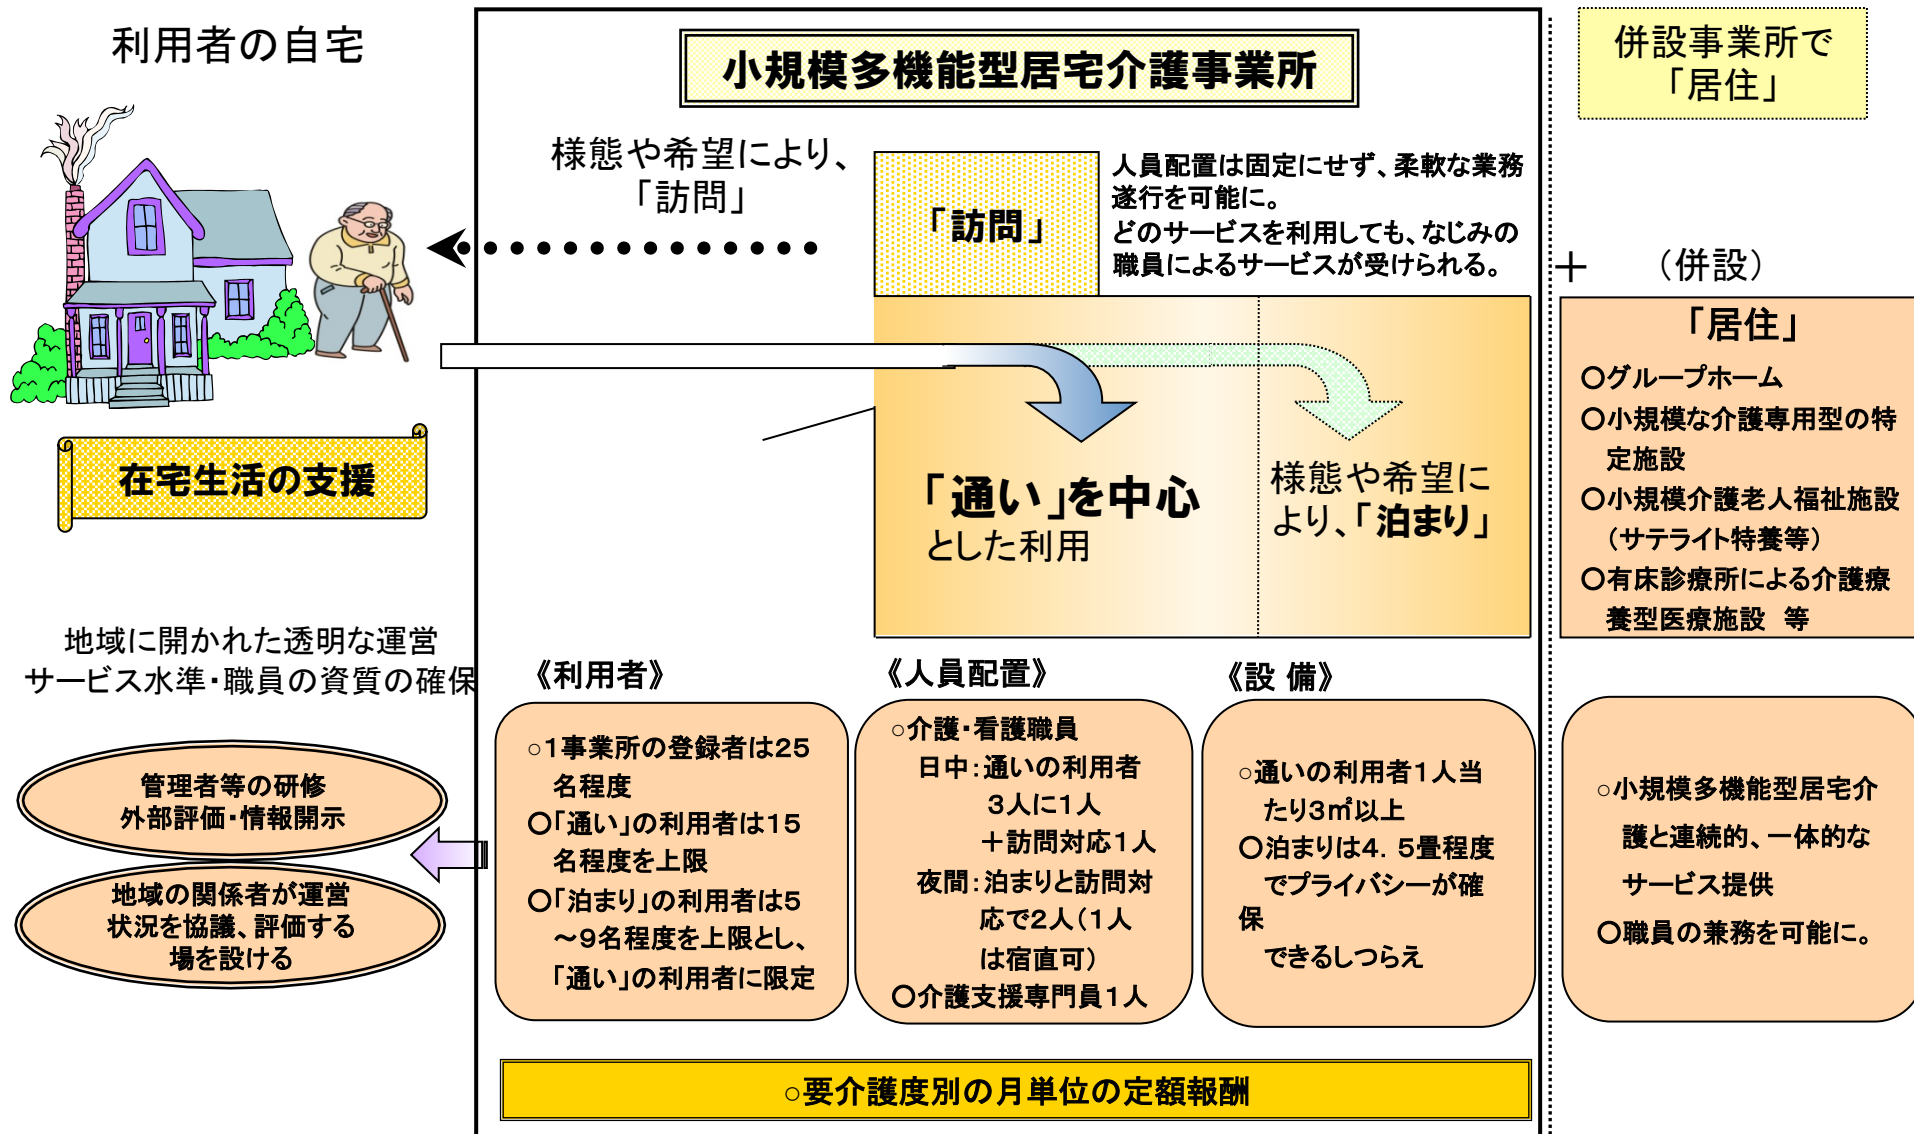 利用者の自宅
小規模多機能型居宅介護事業所
併設事業所で
「居住」
様態や希望により、
「訪問」
「訪問」
人員配置は固定にせず、柔軟な業務
遂行を可能に。
どのサービスを利用しても、なじみの
職員によるサービスが受けられる。
＋　（併設）
在宅生活の支援
「通い」を中心
とした利用
様態や希望に
より、「泊まり」
「居住」
○グループホーム
○小規模な介護専用型の特
定施設
○小規模介護老人福祉施設
（サテライト特養等）
○有床診療所による介護療
養型医療施設　等
地域に開かれた透明な運営
サービス水準・職員の資質の確保
管理者等の研修
外部評価・情報開示
地域の関係者が運営
状況を協議、評価する
場を設ける
《利用者》
○1事業所の登録者は25
名程度
○「通い」の利用者は15
名程度を上限
○「泊まり」の利用者は5
～9名程度を上限とし、
「通い」の利用者に限定
《人員配置》
○介護・看護職員
日中：通いの利用者
3人に1人
＋訪問対応1人
夜間：泊まりと訪問対
応で2人（1人
は宿直可）
○介護支援専門員1人
《設 備》
○通いの利用者1人当
たり3㎡以上
○泊まりは4．5畳程度
でプライバシーが確
保
できるしつらえ
○小規模多機能型居宅介
護と連続的、一体的な
サービス提供
○職員の兼務を可能に。
○要介護度別の月単位の定額報酬